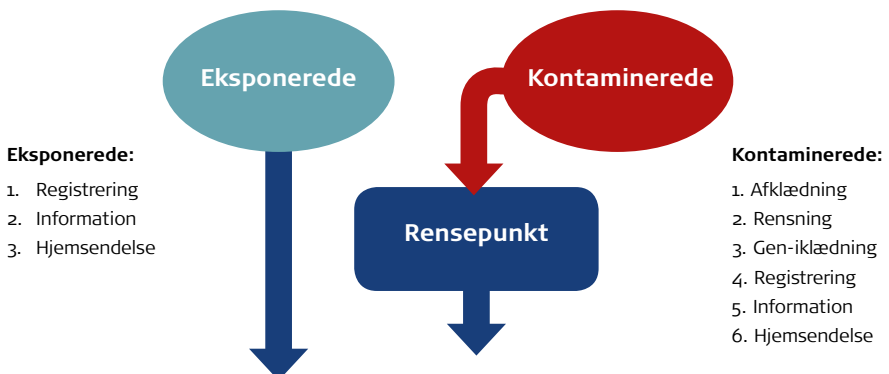 Eksponerede
Kontaminerede
Eksponerede:
1. Registrering
2. Information
3. Hjemsendelse
Rensepunkt
Kontaminerede:
1. Afklædning
2. Rensning
3. Gen-iklædning
4. Registrering
5. Information
6. Hjemsendelse